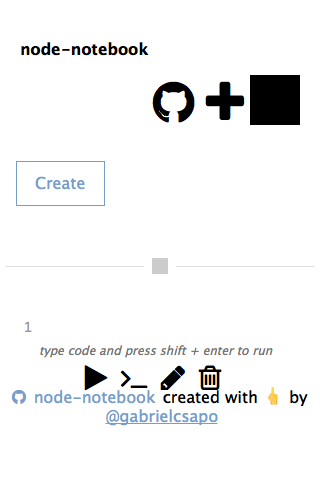 node-notebook
Create
1
type code and press shift + enter to run
node-notebook created with 👆 by
@gabrielcsapo